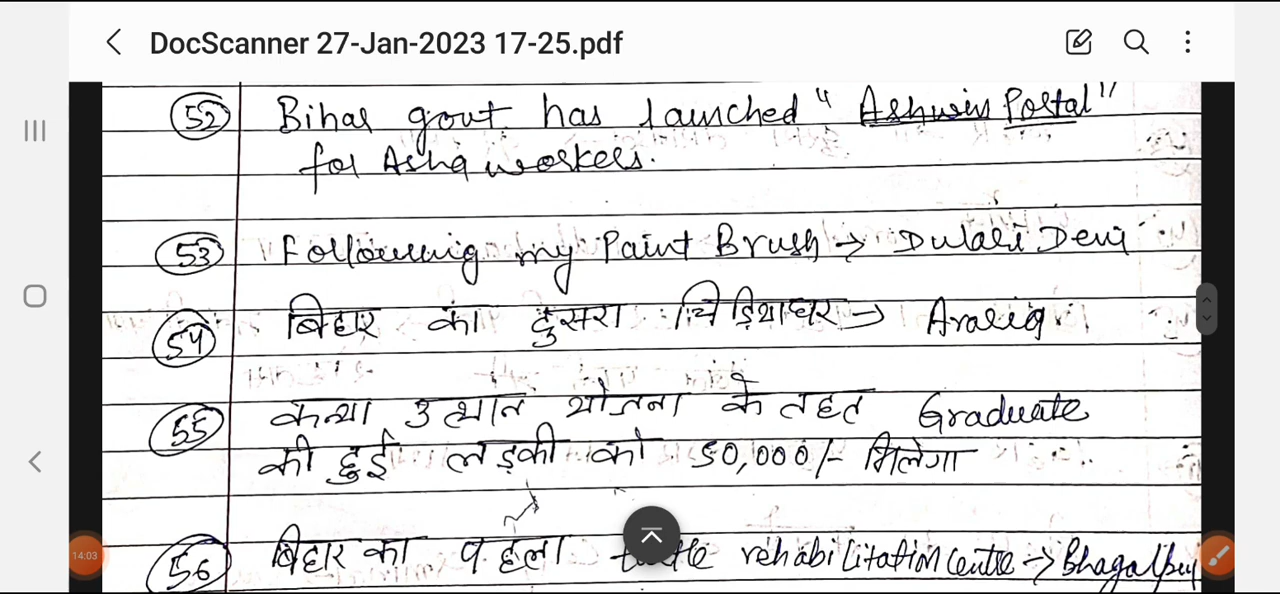 DocScanner 27-Jan-2023 17-25.pdf
52 Bihar govt has launched "Ashwin Portal"
for Asha workers.
53 Following my Paint Brush → Dulari Devi
54 बिहार का दुसरा चिड़ियाघर → Araria
55 कन्या उत्थान योजना के तहत Graduate
की हुई लड़की को 50,000/- मिलेगा
56 बिहार का पहला turtle rehabilitation centre → Bhagalpur
14:03